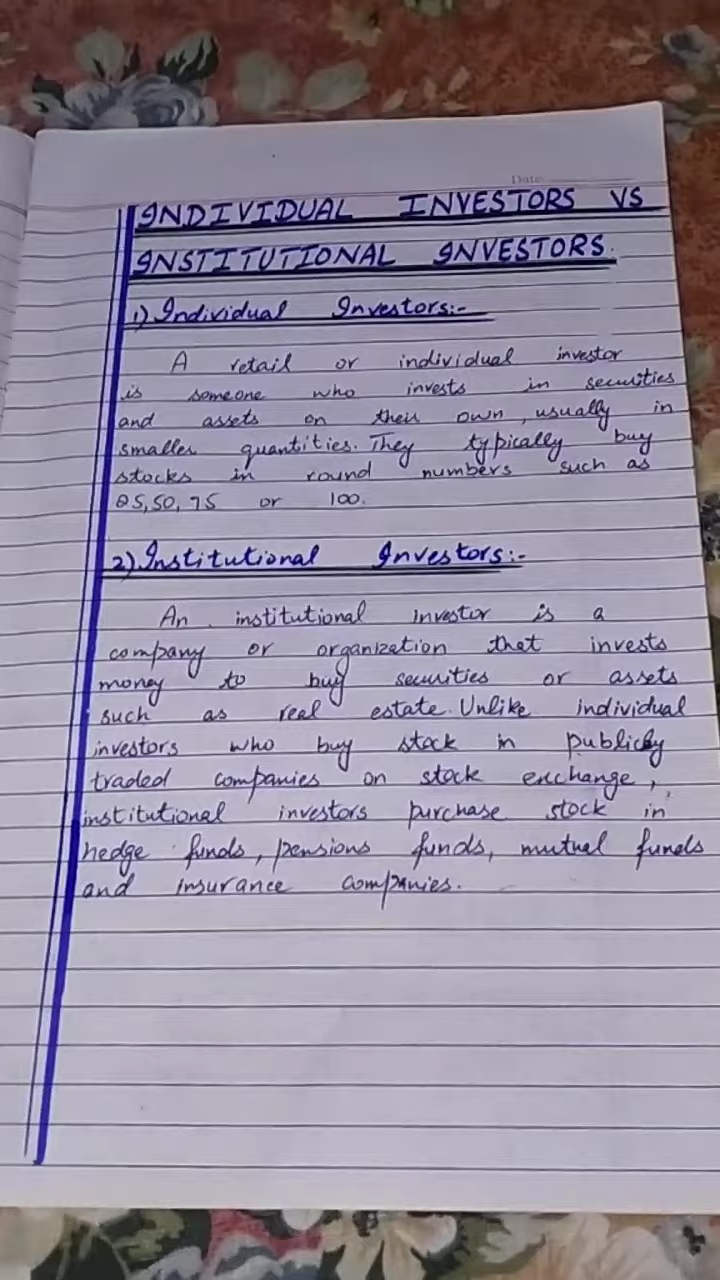 Date
INDIVIDUAL INVESTORS VS
INSTITUTIONAL INVESTORS.
1) Individual Investors:-
A retail or individual investor
is someone who invests in securities
and assets on their own, usually in
smaller quantities. They typically buy
stocks in round numbers such as
25, 50, 75 or 100.
2) Institutional Investors:-
An institutional investor is a
company or organization that invests
money to buy securities or assets
such as real estate. Unlike individual
investors who buy stock in publicly
traded companies on stock exchange,
institutional investors purchase stock in
hedge funds, pensions funds, mutual funds
and insurance companies.